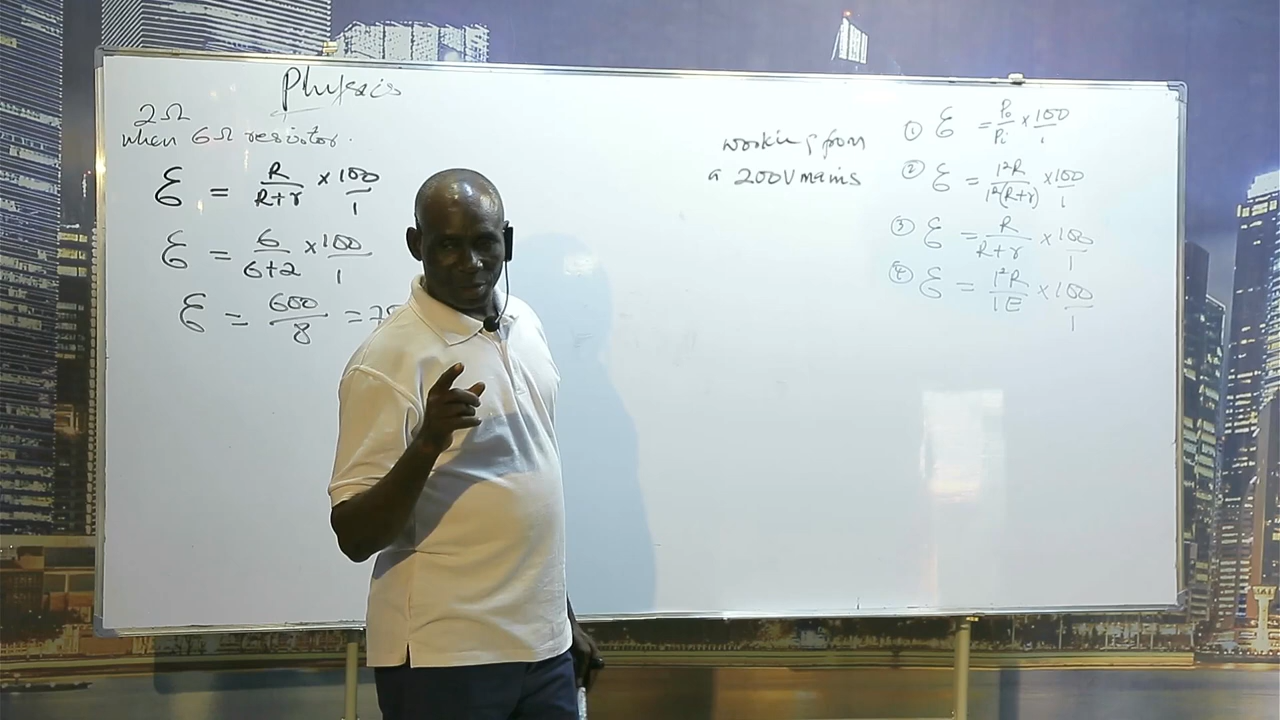 Physics
2Ω
when 6Ω resistor.
ℰ = R/(R+r) × 100/1
ℰ = 6/(6+2) × 100/1
ℰ = 600/8 = 7
working from
a 200V mains
① ℰ = Po/Pi × 100/1
② ℰ = I²R/I²(R+r) × 100/1
③ ℰ = R/(R+r) × 100/1
④ ℰ = I²R/IE × 100/1